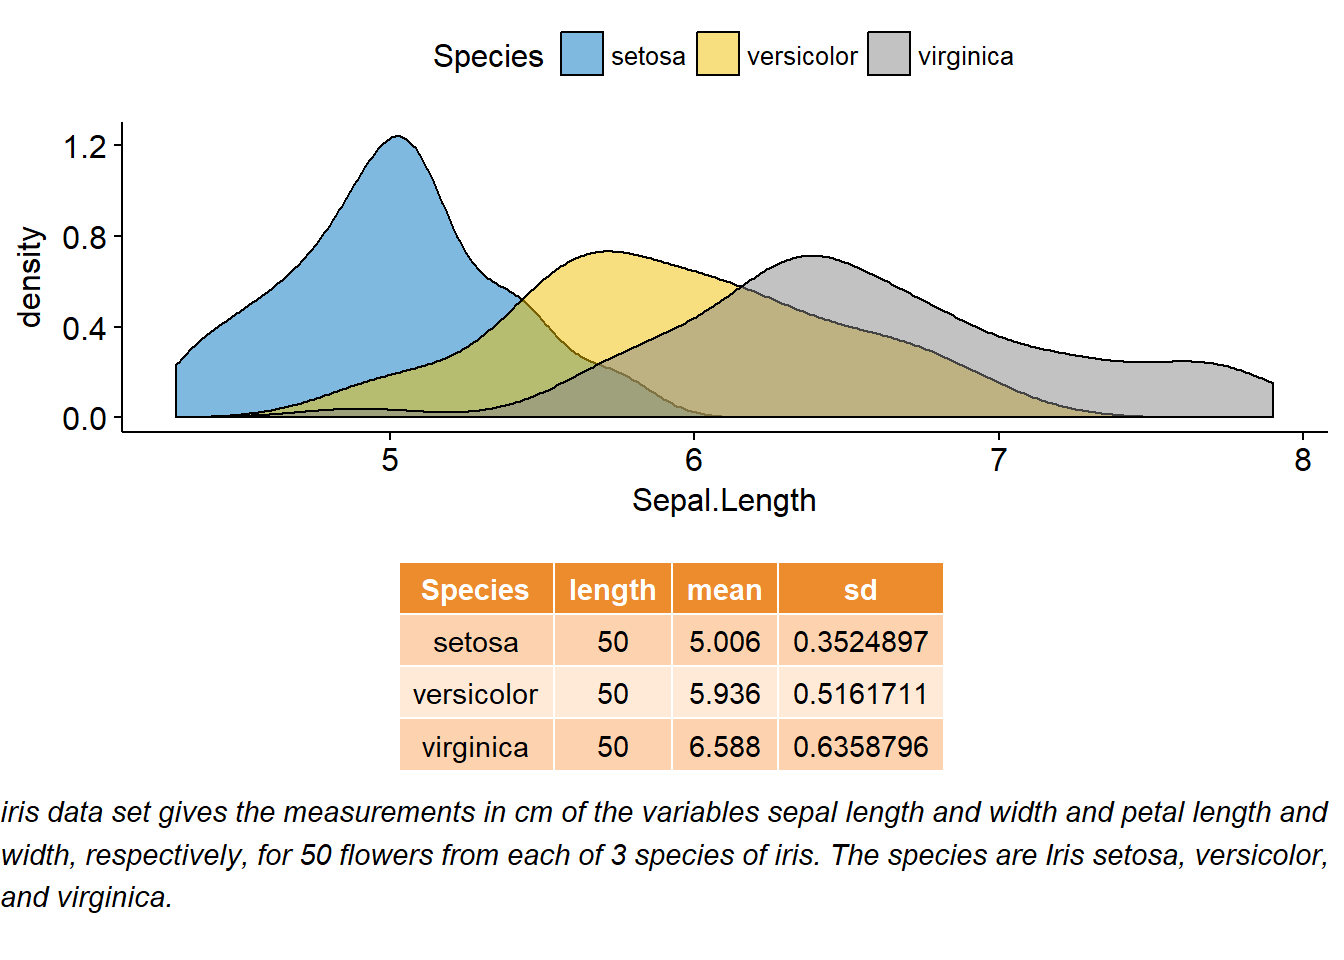 Species setosa versicolor virginica
1.2
0.8
0.4
0.0
density
5 6 7 8
Sepal.Length
Species length mean sd
setosa 50 5.006 0.3524897
versicolor 50 5.936 0.5161711
virginica 50 6.588 0.6358796
iris data set gives the measurements in cm of the variables sepal length and width and petal length and
width, respectively, for 50 flowers from each of 3 species of iris. The species are Iris setosa, versicolor,
and virginica.